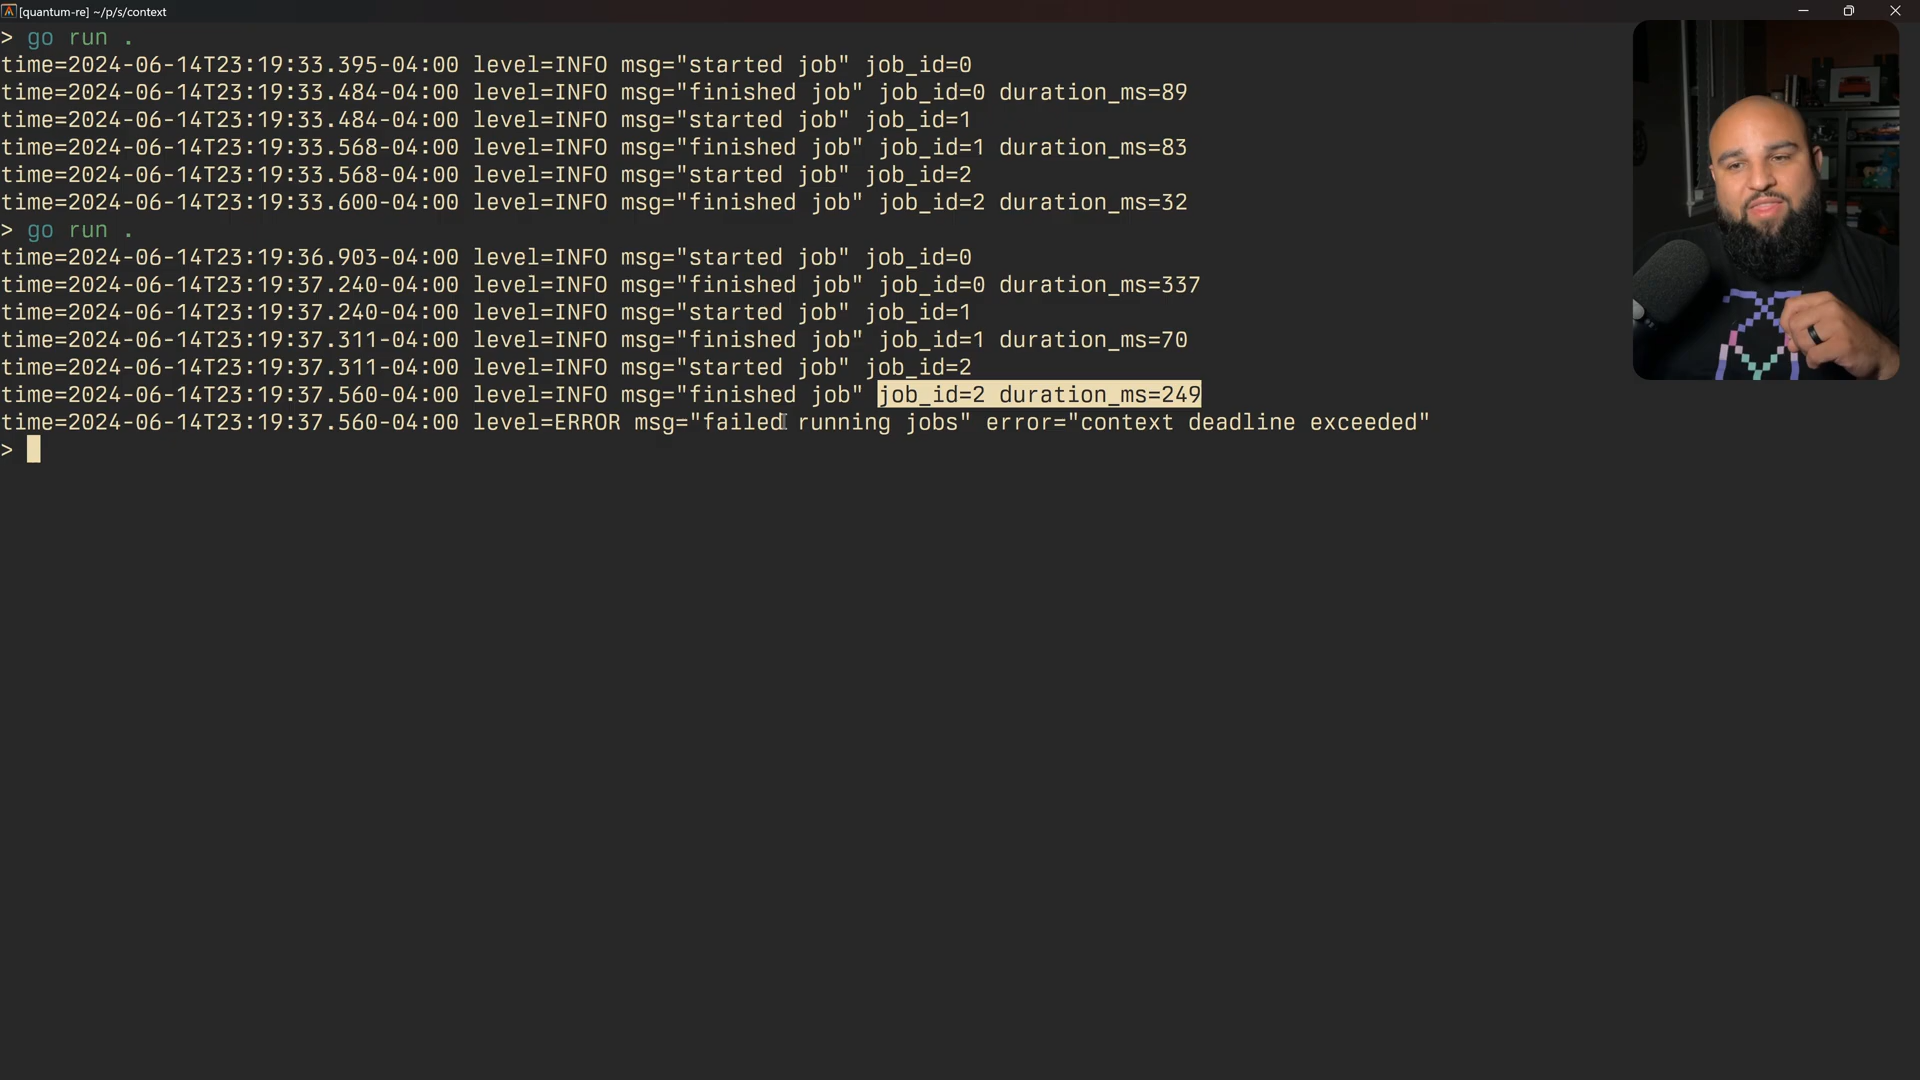 [quantum-re] ~/p/s/context
> go run .
time=2024-06-14T23:19:33.395-04:00 level=INFO msg="started job" job_id=0
time=2024-06-14T23:19:33.484-04:00 level=INFO msg="finished job" job_id=0 duration_ms=89
time=2024-06-14T23:19:33.484-04:00 level=INFO msg="started job" job_id=1
time=2024-06-14T23:19:33.568-04:00 level=INFO msg="finished job" job_id=1 duration_ms=83
time=2024-06-14T23:19:33.568-04:00 level=INFO msg="started job" job_id=2
time=2024-06-14T23:19:33.600-04:00 level=INFO msg="finished job" job_id=2 duration_ms=32
> go run .
time=2024-06-14T23:19:36.903-04:00 level=INFO msg="started job" job_id=0
time=2024-06-14T23:19:37.240-04:00 level=INFO msg="finished job" job_id=0 duration_ms=337
time=2024-06-14T23:19:37.240-04:00 level=INFO msg="started job" job_id=1
time=2024-06-14T23:19:37.311-04:00 level=INFO msg="finished job" job_id=1 duration_ms=70
time=2024-06-14T23:19:37.311-04:00 level=INFO msg="started job" job_id=2
time=2024-06-14T23:19:37.560-04:00 level=INFO msg="finished job" job_id=2 duration_ms=249
time=2024-06-14T23:19:37.560-04:00 level=ERROR msg="failed running jobs" error="context deadline exceeded"
>